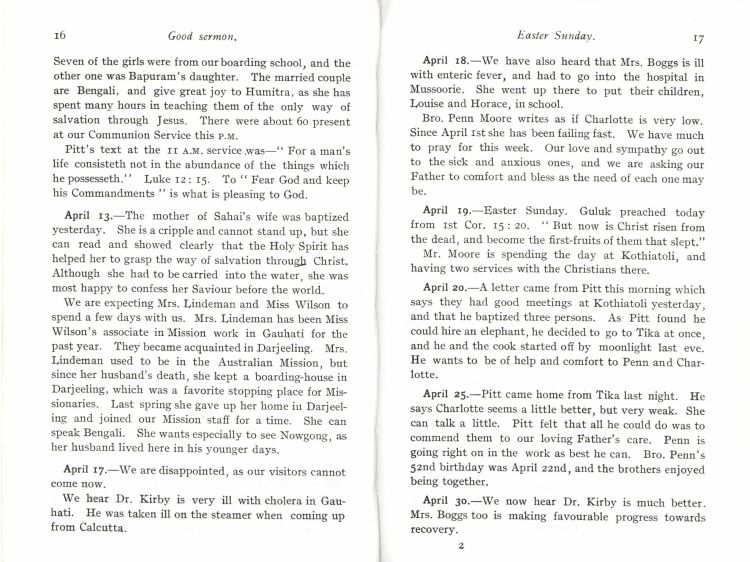 16 Good sermon.
Seven of the girls were from our boarding school, and the
other one was Bapuram's daughter. The married couple
are Bengali, and give great joy to Humitra, as she has
spent many hours in teaching them of the only way of
salvation through Jesus. There were about 60 present
at our Communion Service this P.M.
Pitt's text at the 11 A.M. service was—" For a man's
life consisteth not in the abundance of the things which
he possesseth." Luke 12 : 15. To " Fear God and keep
his Commandments " is what is pleasing to God.
April 13.—The mother of Sahai's wife was baptized
yesterday. She is a cripple and cannot stand up, but she
can read and showed clearly that the Holy Spirit has
helped her to grasp the way of salvation through Christ.
Although she had to be carried into the water, she was
most happy to confess her Saviour before the world.
We are expecting Mrs. Lindeman and Miss Wilson to
spend a few days with us. Mrs. Lindeman has been Miss
Wilson's associate in Mission work in Gauhati for the
past year. They became acquainted in Darjeeling. Mrs.
Lindeman used to be in the Australian Mission, but
since her husband's death, she kept a boarding-house in
Darjeeling, which was a favorite stopping place for Mis-
sionaries. Last spring she gave up her home in Darjeel-
ing and joined our Mission staff for a time. She can
speak Bengali. She wants especially to see Nowgong, as
her husband lived here in his younger days.
April 17.—We are disappointed, as our visitors cannot
come now.
We hear Dr. Kirby is very ill with cholera in Gau-
hati. He was taken ill on the steamer when coming up
from Calcutta.
Easter Sunday. 17
April 18.—We have also heard that Mrs. Boggs is ill
with enteric fever, and had to go into the hospital in
Mussoorie. She went up there to put their children,
Louise and Horace, in school.
Bro. Penn Moore writes as if Charlotte is very low.
Since April 1st she has been failing fast. We have much
to pray for this week. Our love and sympathy go out
to the sick and anxious ones, and we are asking our
Father to comfort and bless as the need of each one may
be.
April 19.—Easter Sunday. Guluk preached today
from 1st Cor. 15 : 20. " But now is Christ risen from
the dead, and become the first-fruits of them that slept."
Mr. Moore is spending the day at Kothiatoli, and
having two services with the Christians there.
April 20.—A letter came from Pitt this morning which
says they had good meetings at Kothiatoli yesterday,
and that he baptized three persons. As Pitt found he
could hire an elephant, he decided to go to Tika at once,
and he and the cook started off by moonlight last eve.
He wants to be of help and comfort to Penn and Char-
lotte.
April 25.—Pitt came home from Tika last night. He
says Charlotte seems a little better, but very weak. She
can talk a little. Pitt felt that all he could do was to
commend them to our loving Father's care. Penn is
going right on in the work as best he can. Bro. Penn's
52nd birthday was April 22nd, and the brothers enjoyed
being together.
April 30.—We now hear Dr. Kirby is much better.
Mrs. Boggs too is making favourable progress towards
recovery.
2